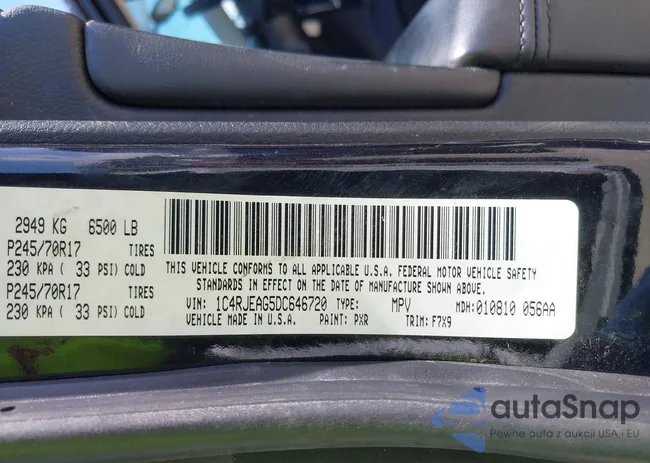 2949 KG 6500 LB
P245/70R17 TIRES
230 KPA ( 33 PSI) COLD
P245/70R17 TIRES
230 KPA ( 33 PSI) COLD
THIS VEHICLE CONFORMS TO ALL APPLICABLE U.S.A. FEDERAL MOTOR VEHICLE SAFETY
STANDARDS IN EFFECT ON THE DATE OF MANUFACTURE SHOWN ABOVE.
VIN: 1C4RJEAG5DC646720 TYPE: MPV MDH:010810 056AA
VEHICLE MADE IN U.S.A. PAINT: PXR TRIM: F7X9
autaSnap
Pewne auta z aukcji USA i EU